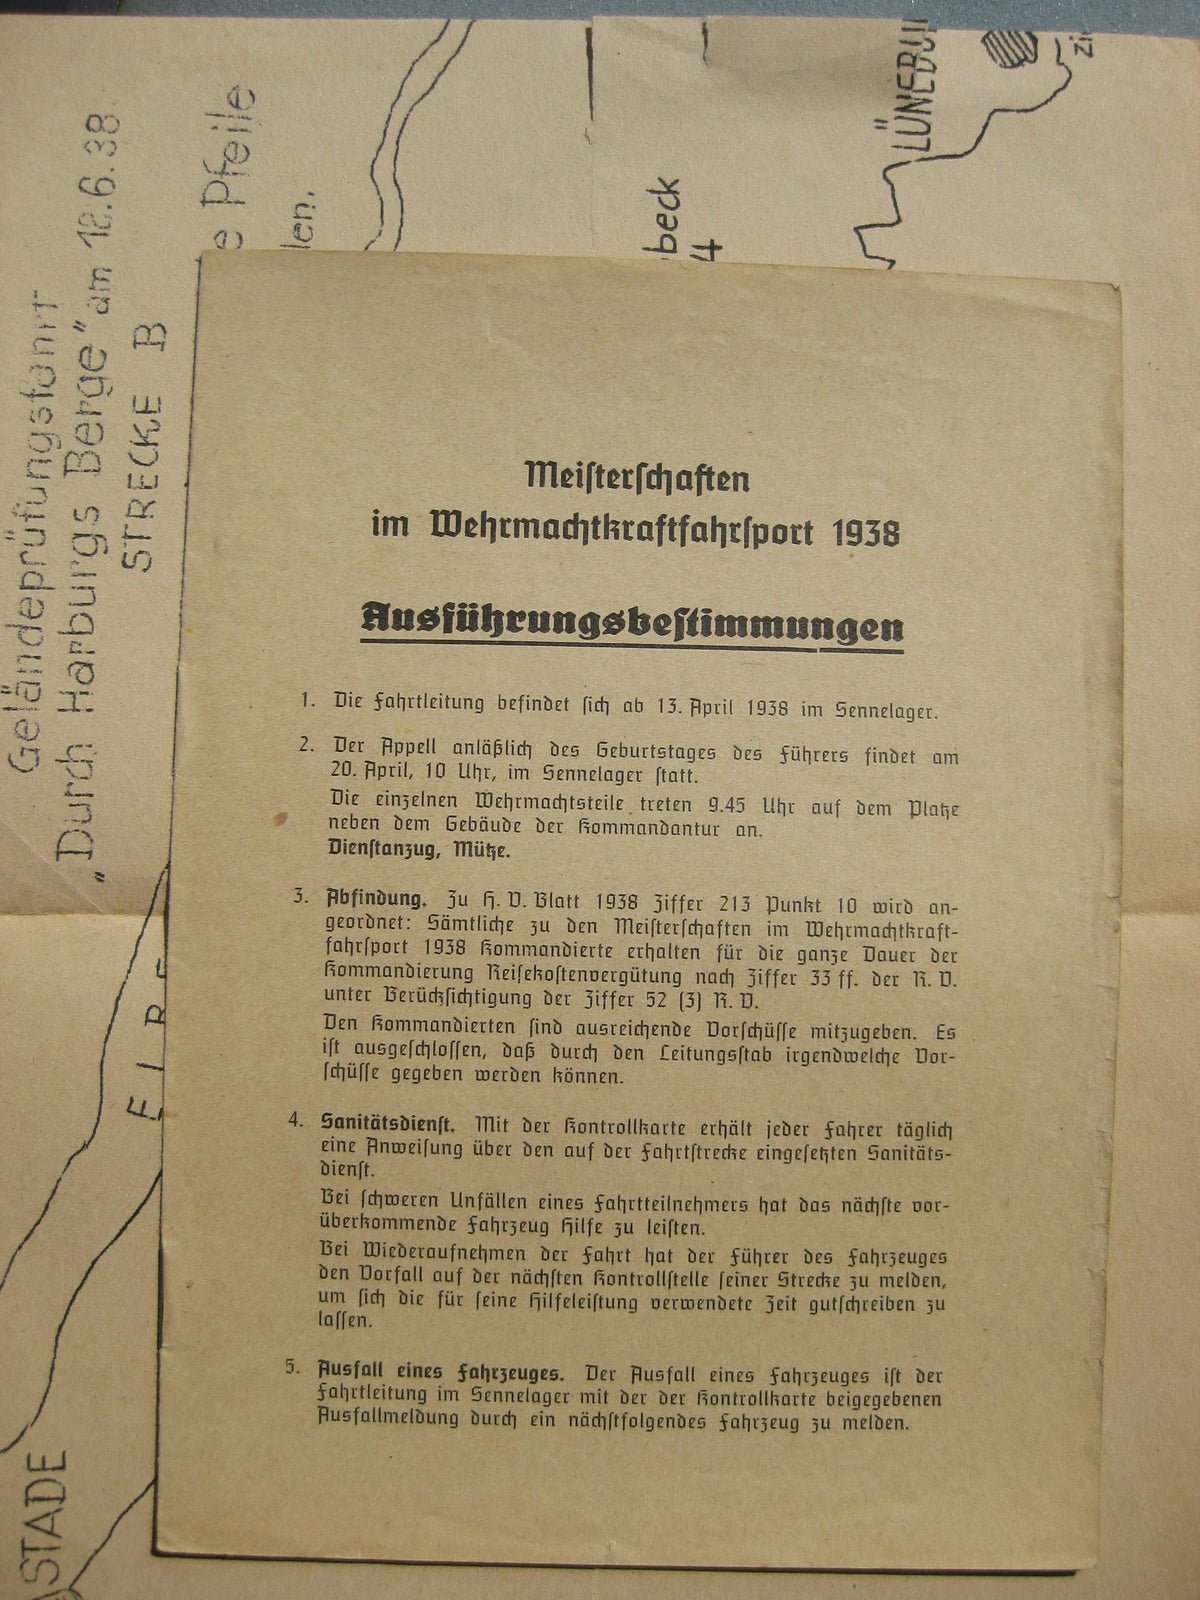 Meisterschaften
im Wehrmachtkraftfahrsport 1938
Ausführungsbestimmungen
1. Die Fahrtleitung befindet sich ab 13. April 1938 im Sennelager.
2. Der Appell anläßlich des Geburtstages des Führers findet am
20. April, 10 Uhr, im Sennelager statt.
Die einzelnen Wehrmachtsteile treten 9.45 Uhr auf dem Platze
neben dem Gebäude der Kommandantur an.
Dienstanzug, Mütze.
3. Abfindung. Zu H. V. Blatt 1938 Ziffer 213 Punkt 10 wird an-
geordnet: Sämtliche zu den Meisterschaften im Wehrmachtkraft-
fahrsport 1938 Kommandierte erhalten für die ganze Dauer der
Kommandierung Reisekostenvergütung nach Ziffer 33 ff. der R. V.
unter Berücksichtigung der Ziffer 52 (3) R. V.
Den Kommandierten sind ausreichende Vorschüsse mitzugeben. Es
ist ausgeschlossen, daß durch den Leitungsstab irgendwelche Vor-
schüsse gegeben werden können.
4. Sanitätsdienst. Mit der Kontrollkarte erhält jeder Fahrer täglich
eine Anweisung über den auf der Fahrtstrecke eingesetzten Sanitäts-
dienst.
Bei schweren Unfällen eines Fahrtteilnehmers hat das nächste vor-
überkommende Fahrzeug Hilfe zu leisten.
Bei Wiederaufnehmen der Fahrt hat der Führer des Fahrzeuges
den Vorfall auf der nächsten Kontrollstelle seiner Strecke zu melden,
um sich die für seine Hilfeleistung verwendete Zeit gutschreiben zu
lassen.
5. Ausfall eines Fahrzeuges. Der Ausfall eines Fahrzeuges ist der
Fahrtleitung im Sennelager mit der der Kontrollkarte beigegebenen
Ausfallmeldung durch ein nächstfolgendes Fahrzeug zu melden.
Geländeprüfungsfahrt
„Durch Harburgs Berge" am 12.6.38
STRECKE B
e Pfeile
len.
beck
4
LÜNEBU
Zi
ELBE
STADE